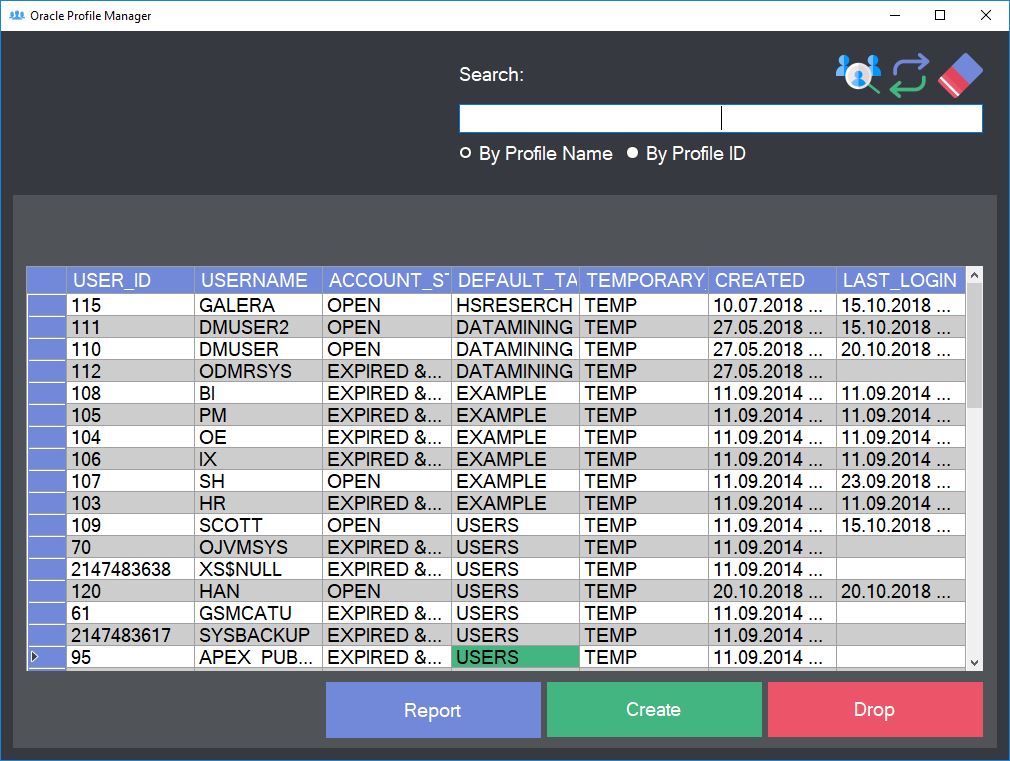 Oracle Profile Manager
Search:
By Profile Name By Profile ID
USER_ID USERNAME ACCOUNT_ST DEFAULT_TA TEMPORARY_ CREATED LAST_LOGIN
115 GALERA OPEN HSRESERCH TEMP 10.07.2018 ... 15.10.2018 ...
111 DMUSER2 OPEN DATAMINING TEMP 27.05.2018 ... 15.10.2018 ...
110 DMUSER OPEN DATAMINING TEMP 27.05.2018 ... 20.10.2018 ...
112 ODMRSYS EXPIRED &... DATAMINING TEMP 27.05.2018 ...
108 BI EXPIRED &... EXAMPLE TEMP 11.09.2014 ... 11.09.2014 ...
105 PM EXPIRED &... EXAMPLE TEMP 11.09.2014 ... 11.09.2014 ...
104 OE EXPIRED &... EXAMPLE TEMP 11.09.2014 ... 11.09.2014 ...
106 IX EXPIRED &... EXAMPLE TEMP 11.09.2014 ... 11.09.2014 ...
107 SH OPEN EXAMPLE TEMP 11.09.2014 ... 23.09.2018 ...
103 HR EXPIRED &... EXAMPLE TEMP 11.09.2014 ... 11.09.2014 ...
109 SCOTT OPEN USERS TEMP 11.09.2014 ... 15.10.2018 ...
70 OJVMSYS EXPIRED &... USERS TEMP 11.09.2014 ...
2147483638 XS$NULL EXPIRED &... USERS TEMP 11.09.2014 ...
120 HAN OPEN USERS TEMP 20.10.2018 ... 20.10.2018 ...
61 GSMCATU EXPIRED &... USERS TEMP 11.09.2014 ...
2147483617 SYSBACKUP EXPIRED &... USERS TEMP 11.09.2014 ...
95 APEX_PUB... EXPIRED &... USERS TEMP 11.09.2014 ...
Report Create Drop